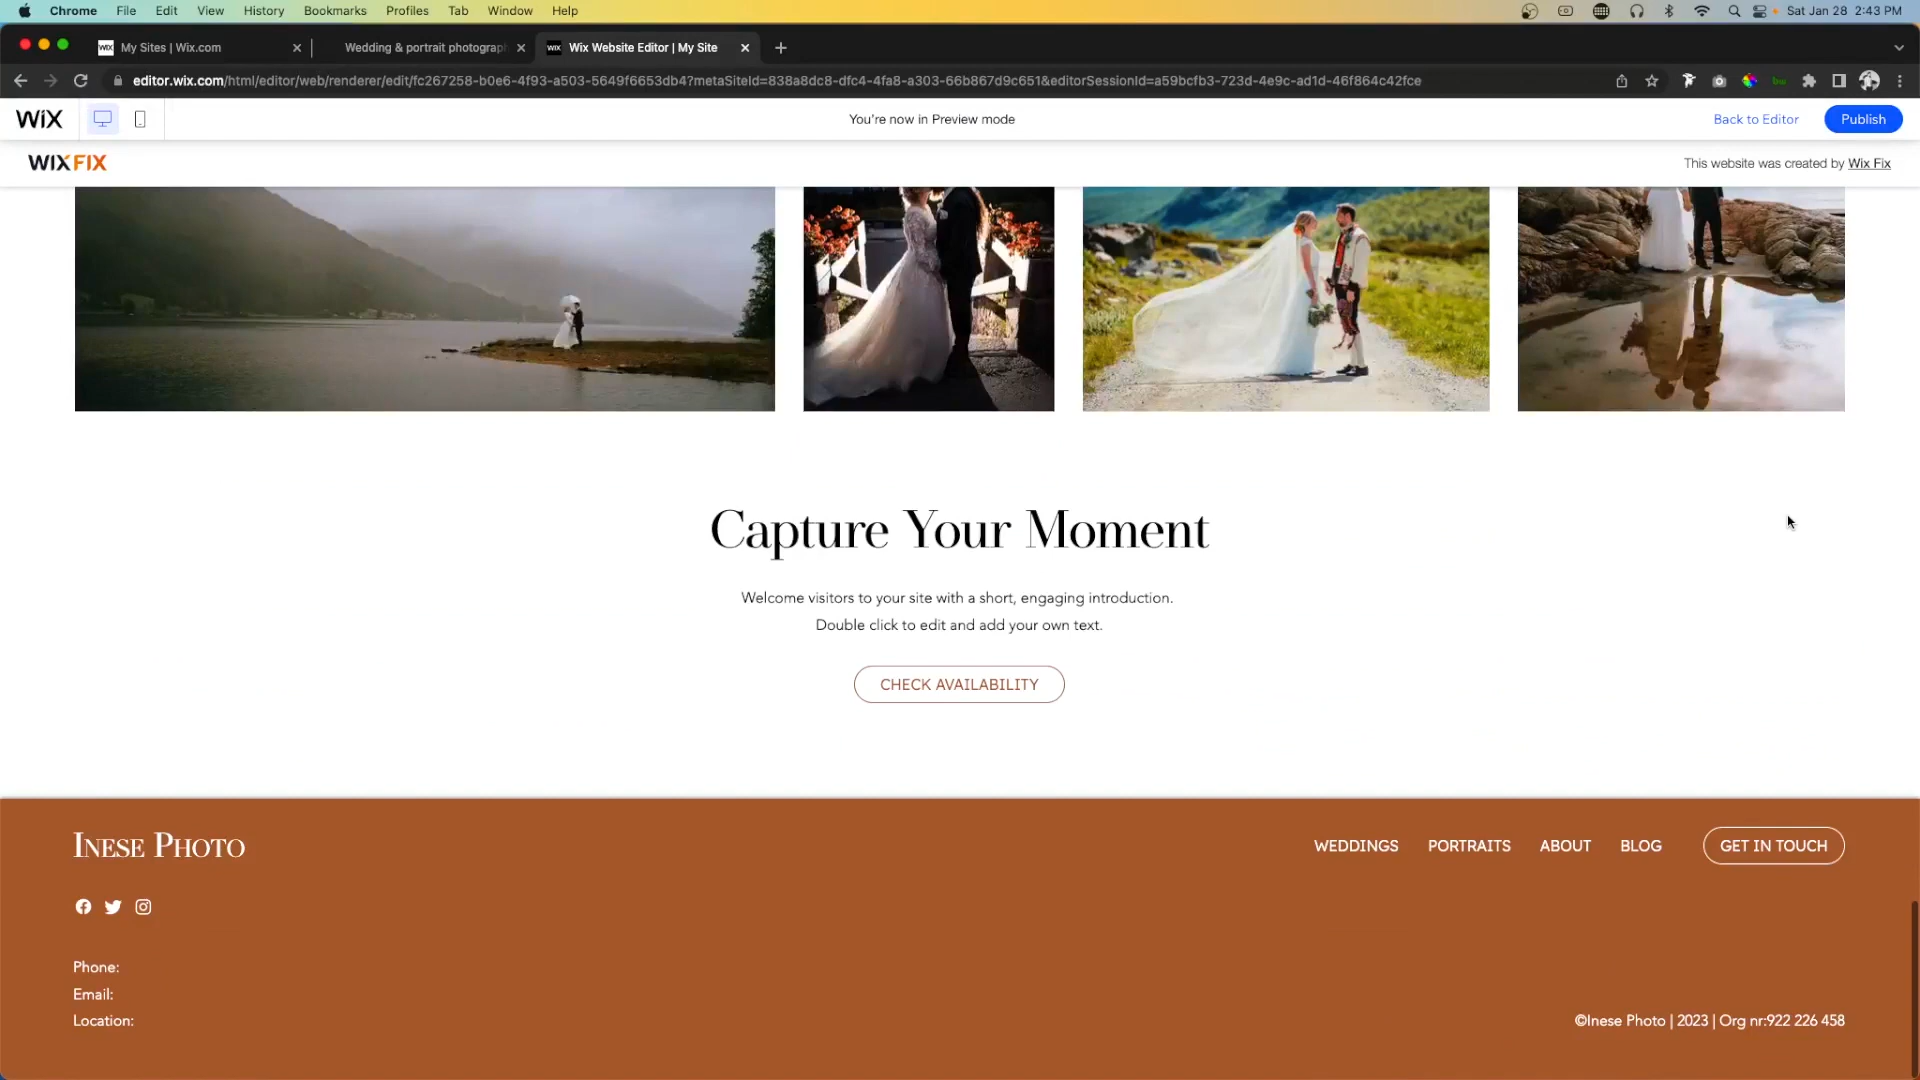 Chrome File Edit View History Bookmarks Profiles Tab Window Help Sat Jan 28 2:43 PM
WiX My Sites | Wix.com Wedding & portrait photograp WiX Wix Website Editor | My Site
editor.wix.com/html/editor/web/renderer/edit/fc267258-b0e6-4f93-a503-5649f6653db4?metaSiteId=838a8dc8-dfc4-4fa8-a303-66b867d9c651&editorSessionId=a59bcfb3-723d-4e9c-ad1d-46f864c42fce
WiX You're now in Preview mode Back to Editor Publish
WIXFIX This website was created by Wix Fix
Capture Your Moment
Welcome visitors to your site with a short, engaging introduction.
Double click to edit and add your own text.
CHECK AVAILABILITY
INESE PHOTO WEDDINGS PORTRAITS ABOUT BLOG GET IN TOUCH
Phone:
Email:
Location: ©Inese Photo | 2023 | Org nr:922 226 458